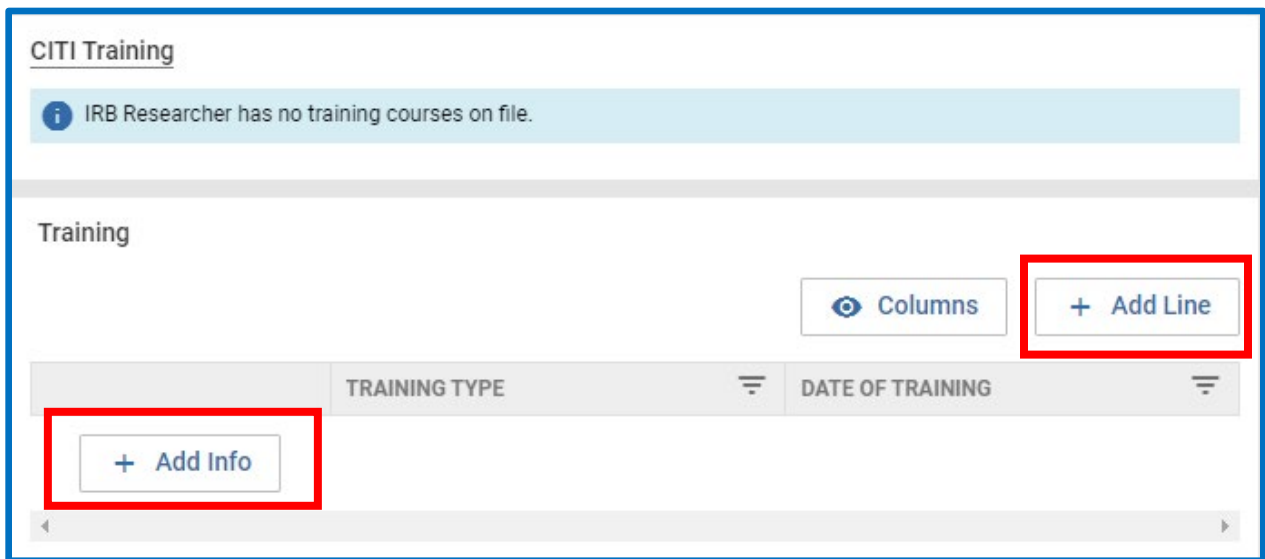 CITI Training
IRB Researcher has no training courses on file.
Training
Columns
+ Add Line
TRAINING TYPE DATE OF TRAINING
+ Add Info